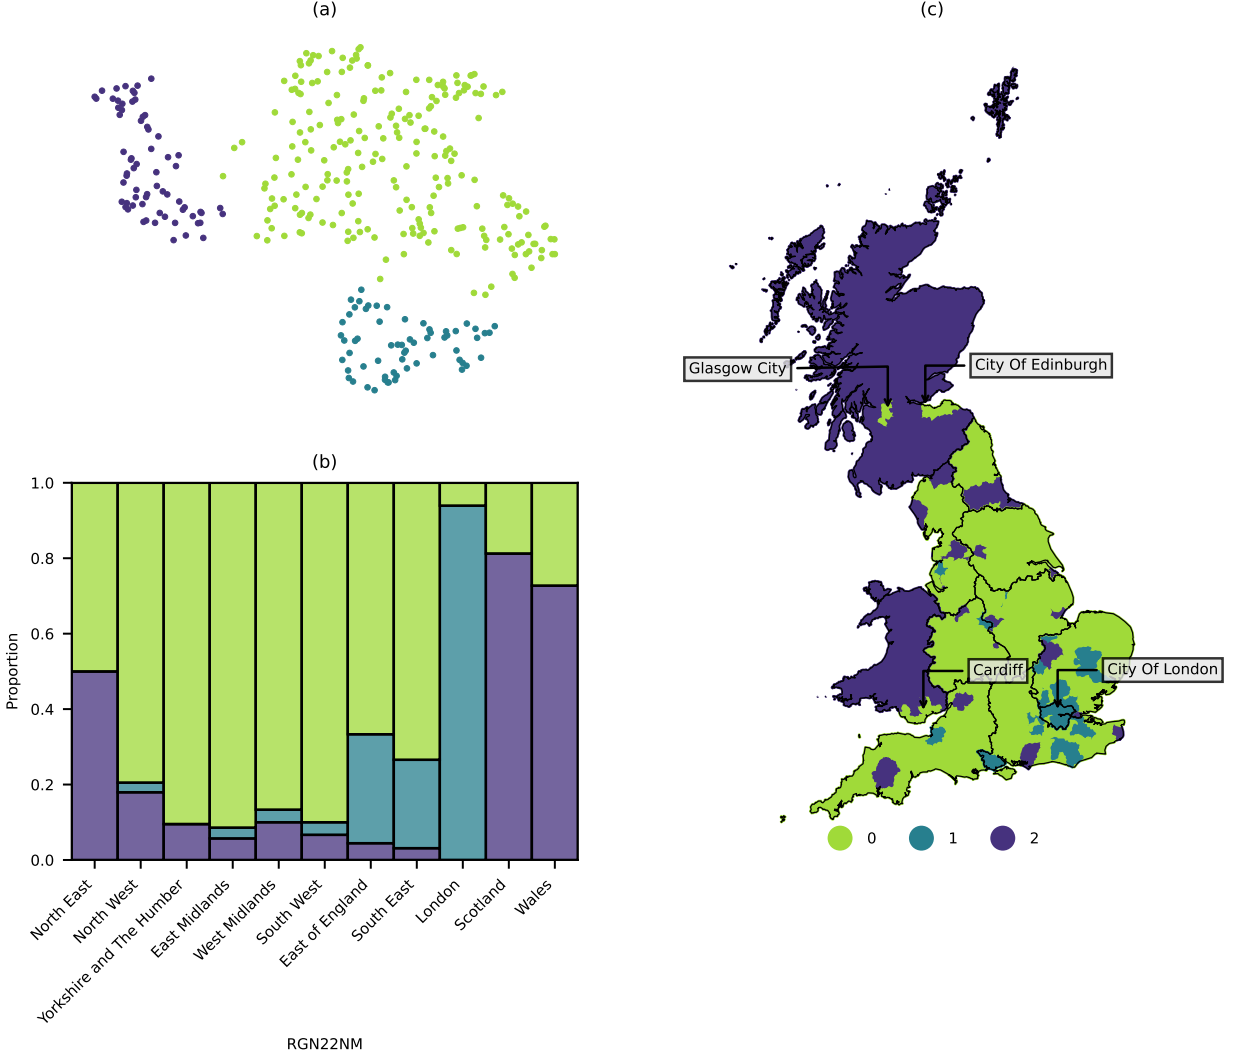 (a)
(c)
Glasgow City
City Of Edinburgh
Cardiff
City Of London
0
1
2
(b)
1.0
0.8
0.6
0.4
0.2
0.0
Proportion
North East
North West
Yorkshire and The Humber
East Midlands
West Midlands
South West
East of England
South East
London
Scotland
Wales
RGN22NM